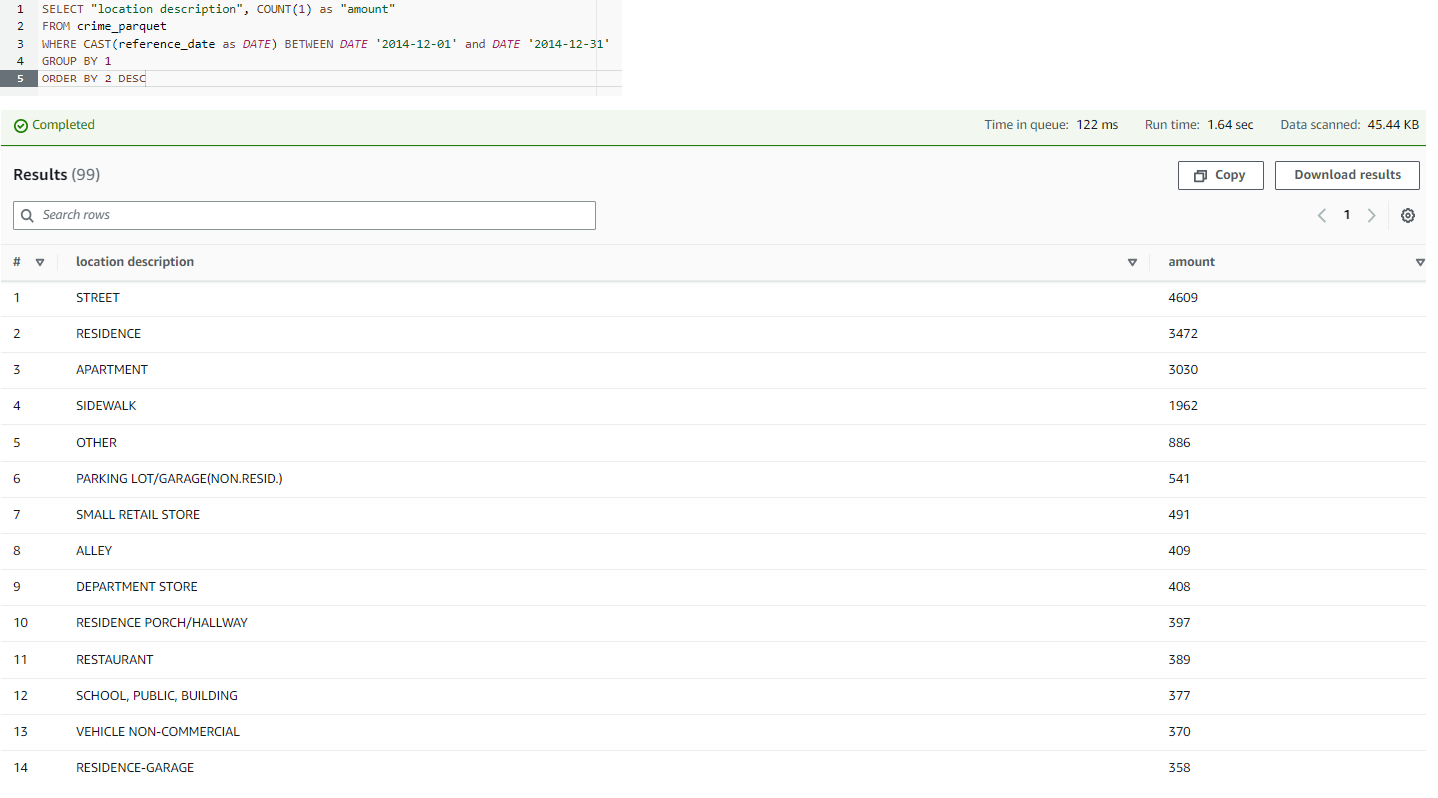 1 SELECT "location description", COUNT(1) as "amount"
2 FROM crime_parquet
3 WHERE CAST(reference_date as DATE) BETWEEN DATE '2014-12-01' and DATE '2014-12-31'
4 GROUP BY 1
5 ORDER BY 2 DESC
Completed Time in queue: 122 ms Run time: 1.64 sec Data scanned: 45.44 KB
Results (99) Copy Download results
Search rows 1
# location description amount
1 STREET 4609
2 RESIDENCE 3472
3 APARTMENT 3030
4 SIDEWALK 1962
5 OTHER 886
6 PARKING LOT/GARAGE(NON.RESID.) 541
7 SMALL RETAIL STORE 491
8 ALLEY 409
9 DEPARTMENT STORE 408
10 RESIDENCE PORCH/HALLWAY 397
11 RESTAURANT 389
12 SCHOOL, PUBLIC, BUILDING 377
13 VEHICLE NON-COMMERCIAL 370
14 RESIDENCE-GARAGE 358